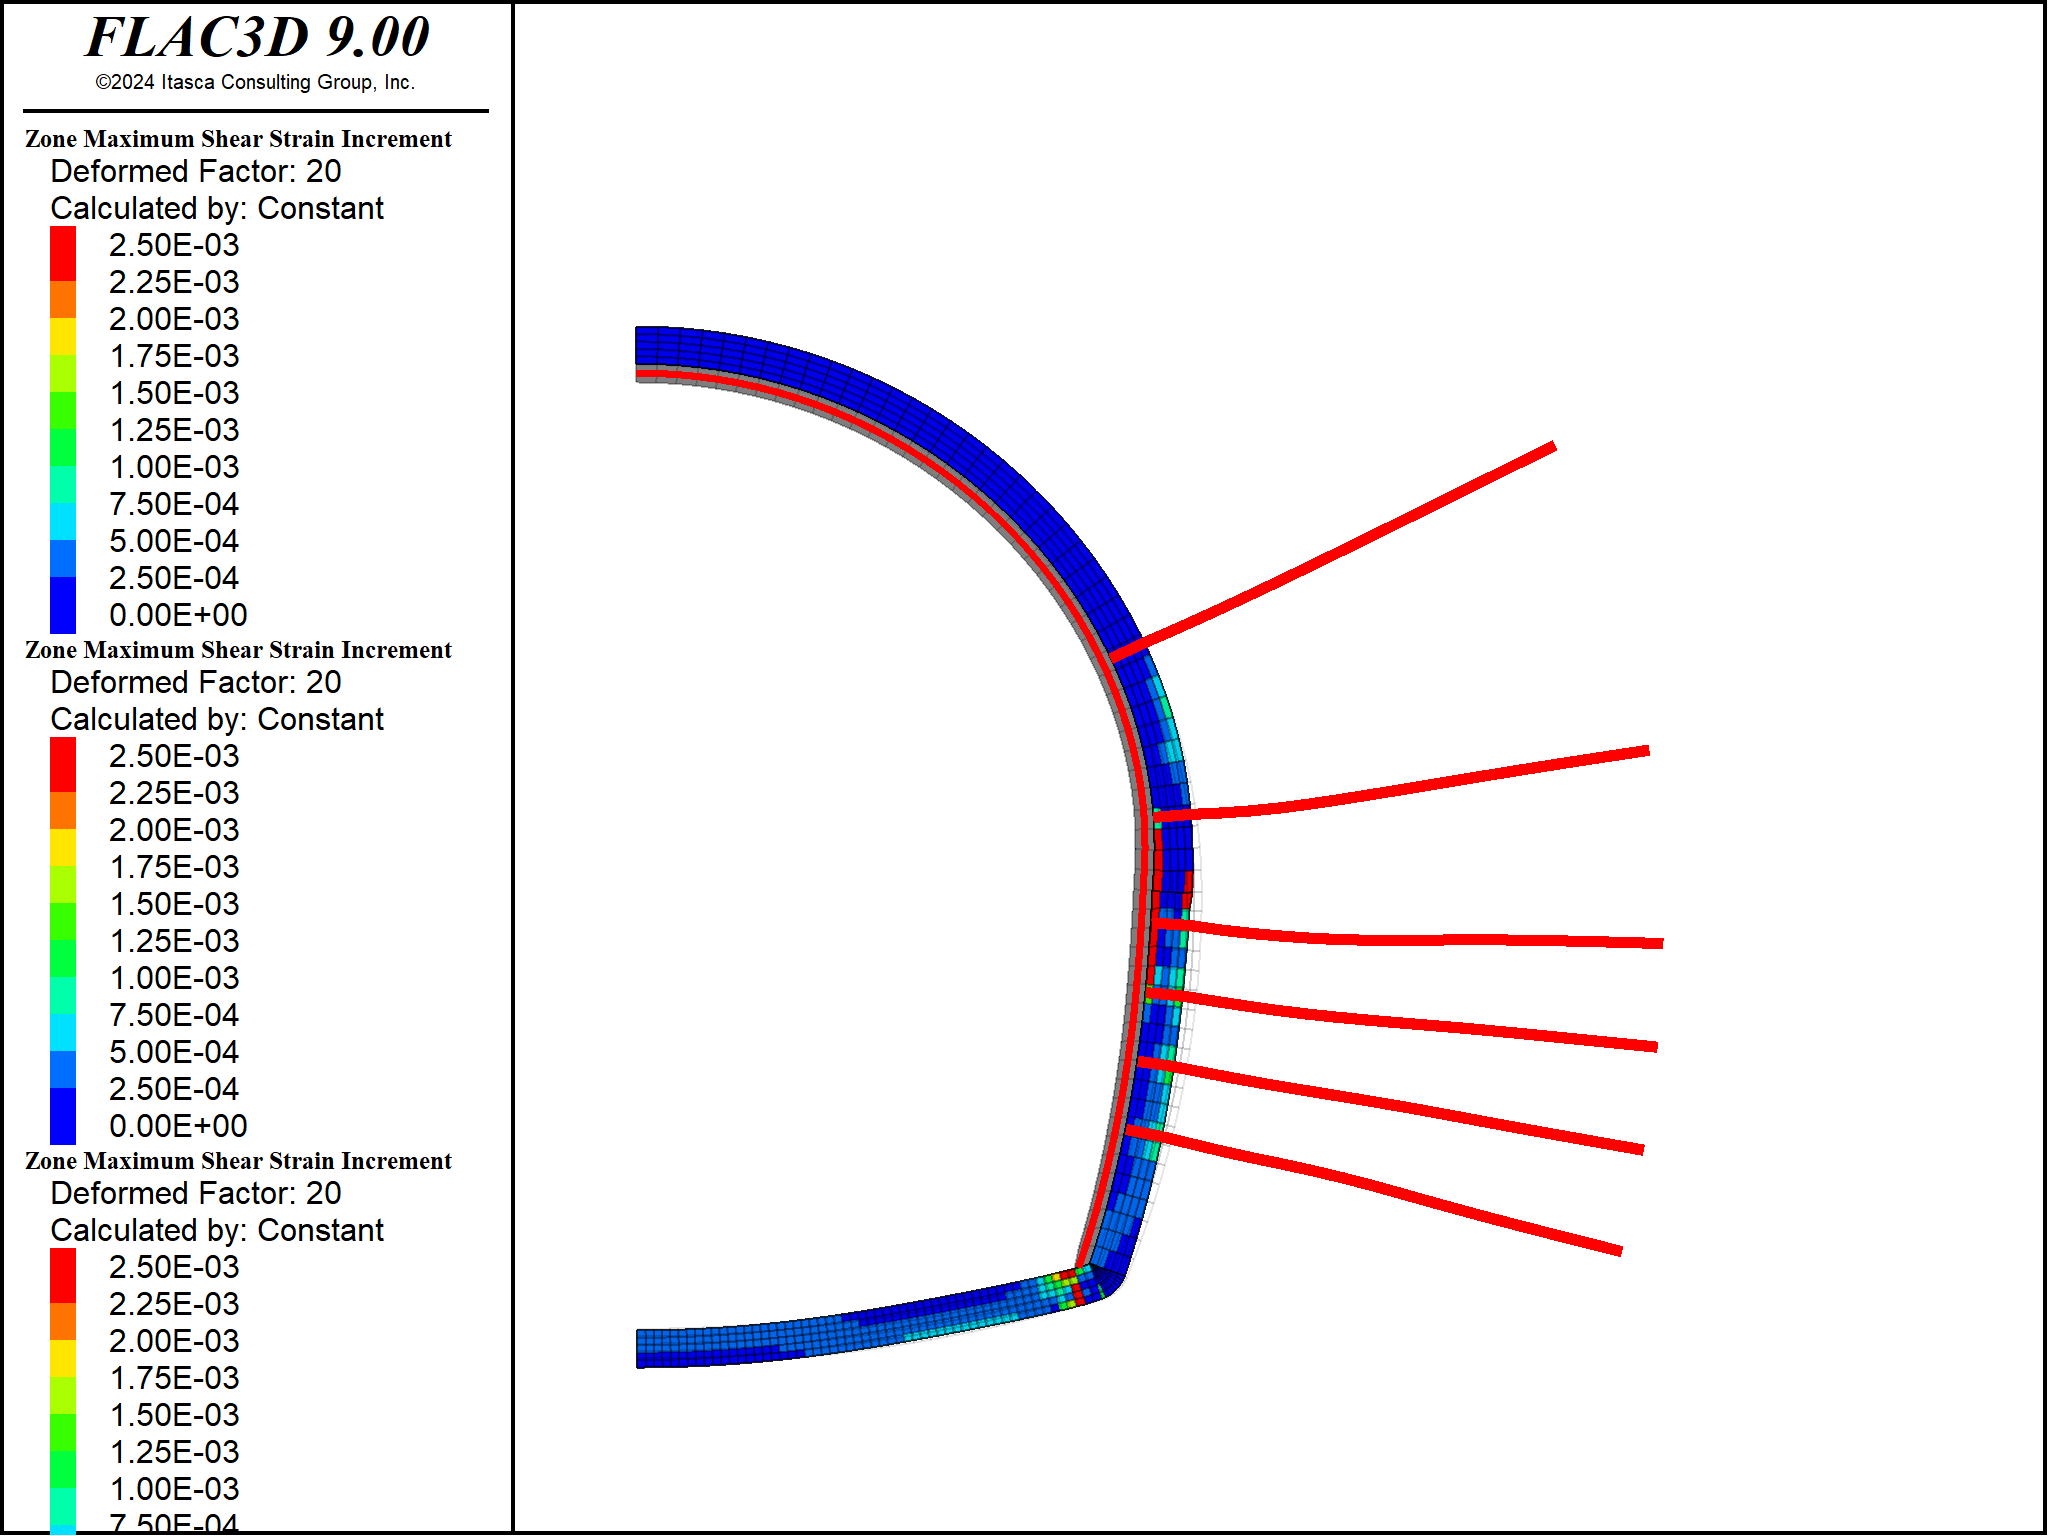 FLAC3D 9.00
©2024 Itasca Consulting Group, Inc.
Zone Maximum Shear Strain Increment
Deformed Factor: 20
Calculated by: Constant
2.50E-03
2.25E-03
2.00E-03
1.75E-03
1.50E-03
1.25E-03
1.00E-03
7.50E-04
5.00E-04
2.50E-04
0.00E+00
Zone Maximum Shear Strain Increment
Deformed Factor: 20
Calculated by: Constant
2.50E-03
2.25E-03
2.00E-03
1.75E-03
1.50E-03
1.25E-03
1.00E-03
7.50E-04
5.00E-04
2.50E-04
0.00E+00
Zone Maximum Shear Strain Increment
Deformed Factor: 20
Calculated by: Constant
2.50E-03
2.25E-03
2.00E-03
1.75E-03
1.50E-03
1.25E-03
1.00E-03
7.50E-04